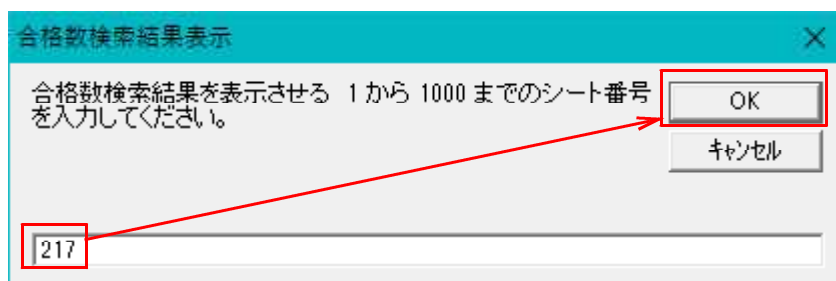 合格数検索結果表示
合格数検索結果を表示させる 1から 1000 までのシート番号
を入力してください。
OK
キャンセル
217